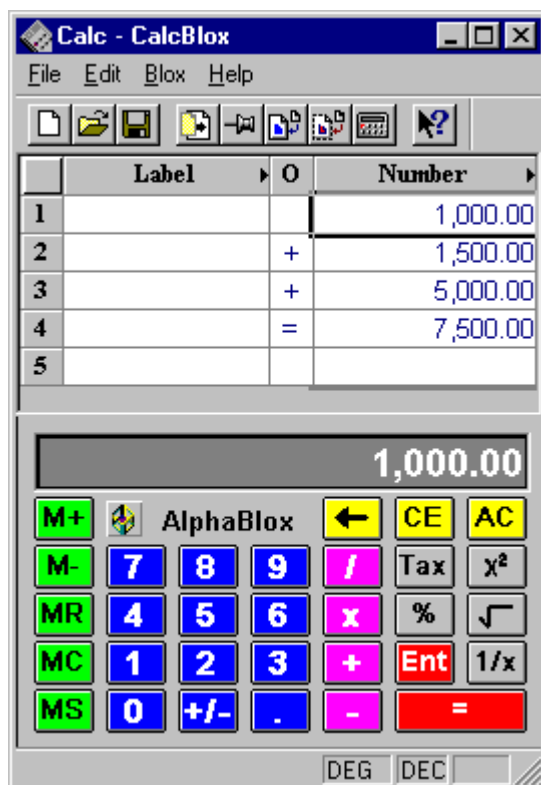 Calc - CalcBlox
File Edit Blox Help
Label O Number
1 1,000.00
2 + 1,500.00
3 + 5,000.00
4 = 7,500.00
5
1,000.00
M+ AlphaBlox ← CE AC
M- 7 8 9 / Tax x²
MR 4 5 6 x % √
MC 1 2 3 + Ent 1/x
MS 0 +/- . - =
DEG DEC